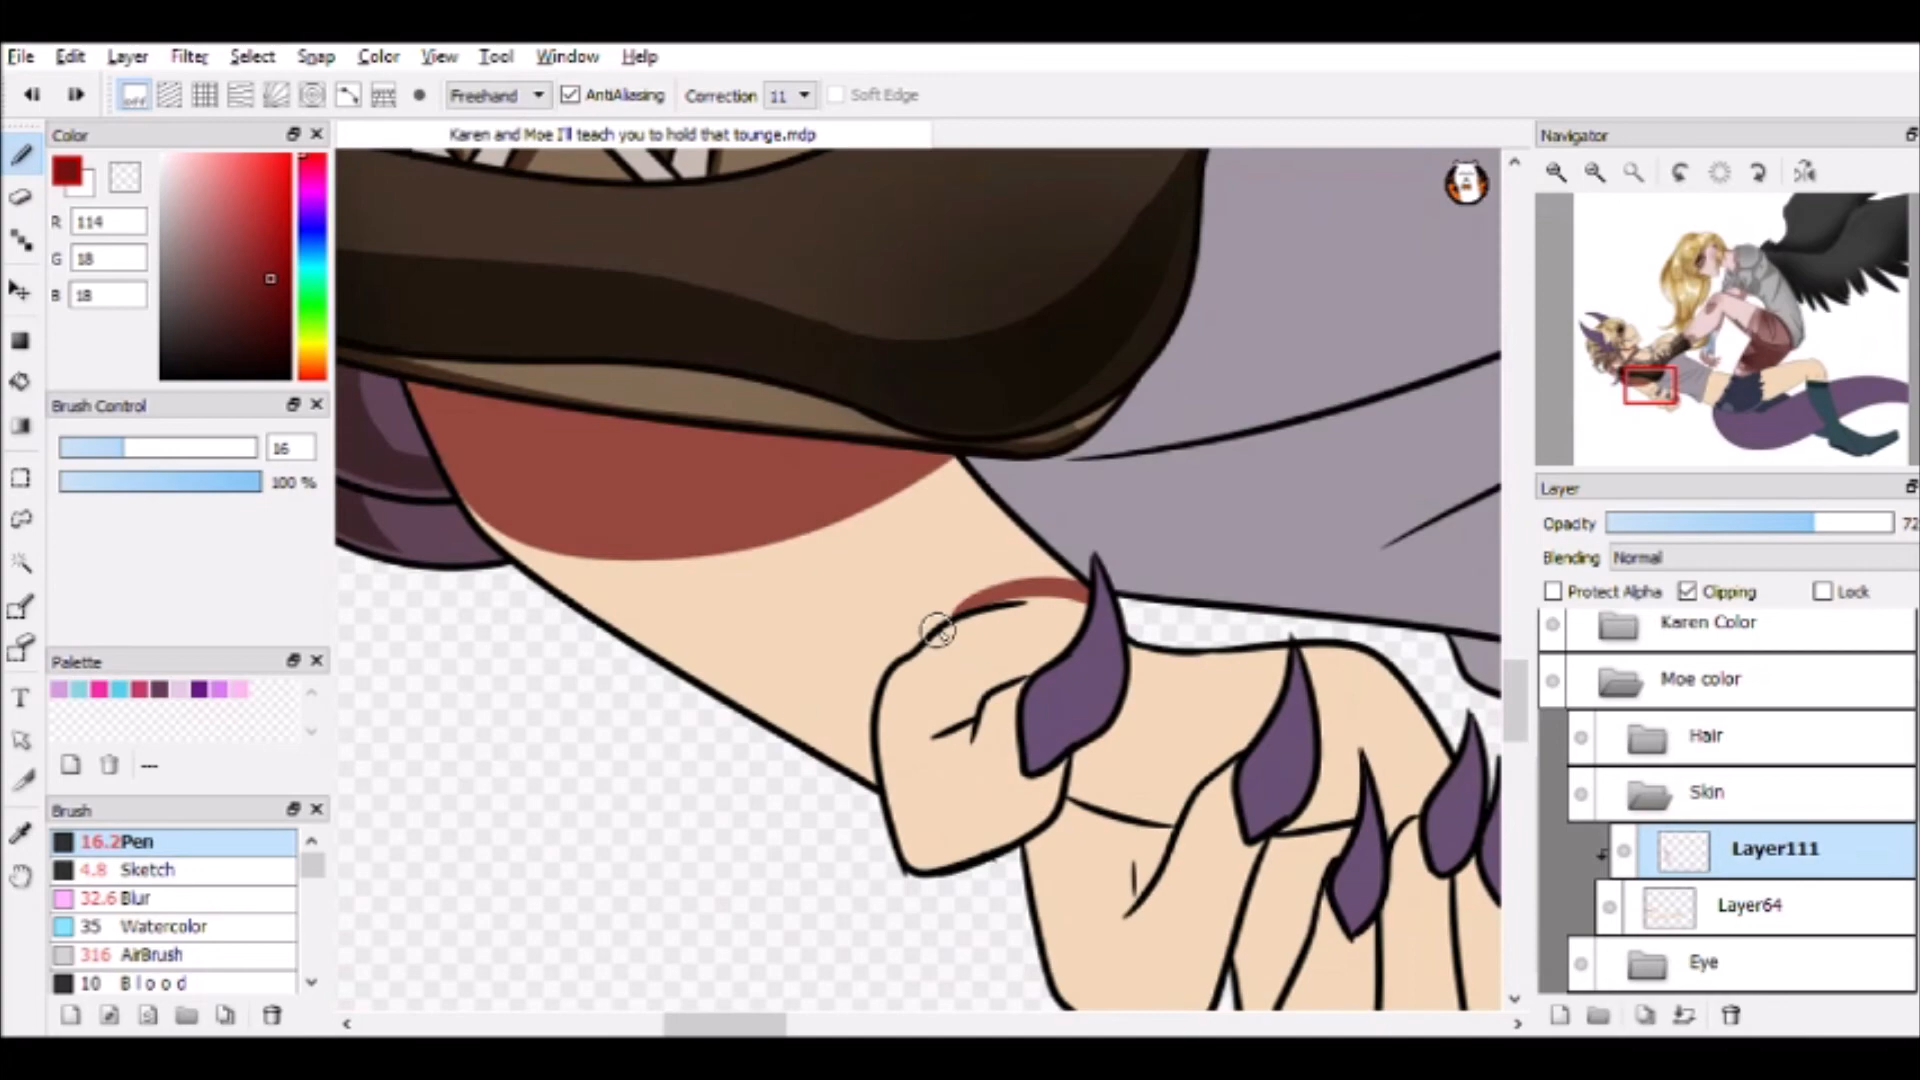 File Edit Layer Filter Select Snap Color View Tool Window Help
off Freehand AntiAliasing Correction 11 Soft Edge
Color
Karen and Moe I'll teach you to hold that tounge.mdp
Navigator
R 114
G 18
B 18
Brush Control
16
100 %
Layer
Opacity 72
Blending Normal
Protect Alpha Clipping Lock
Karen Color
Moe color
Hair
Skin
Layer111
Layer64
Eye
Palette
---
Brush
16.2 Pen
4.8 Sketch
32.6 Blur
35 Watercolor
316 AirBrush
10 B l o o d